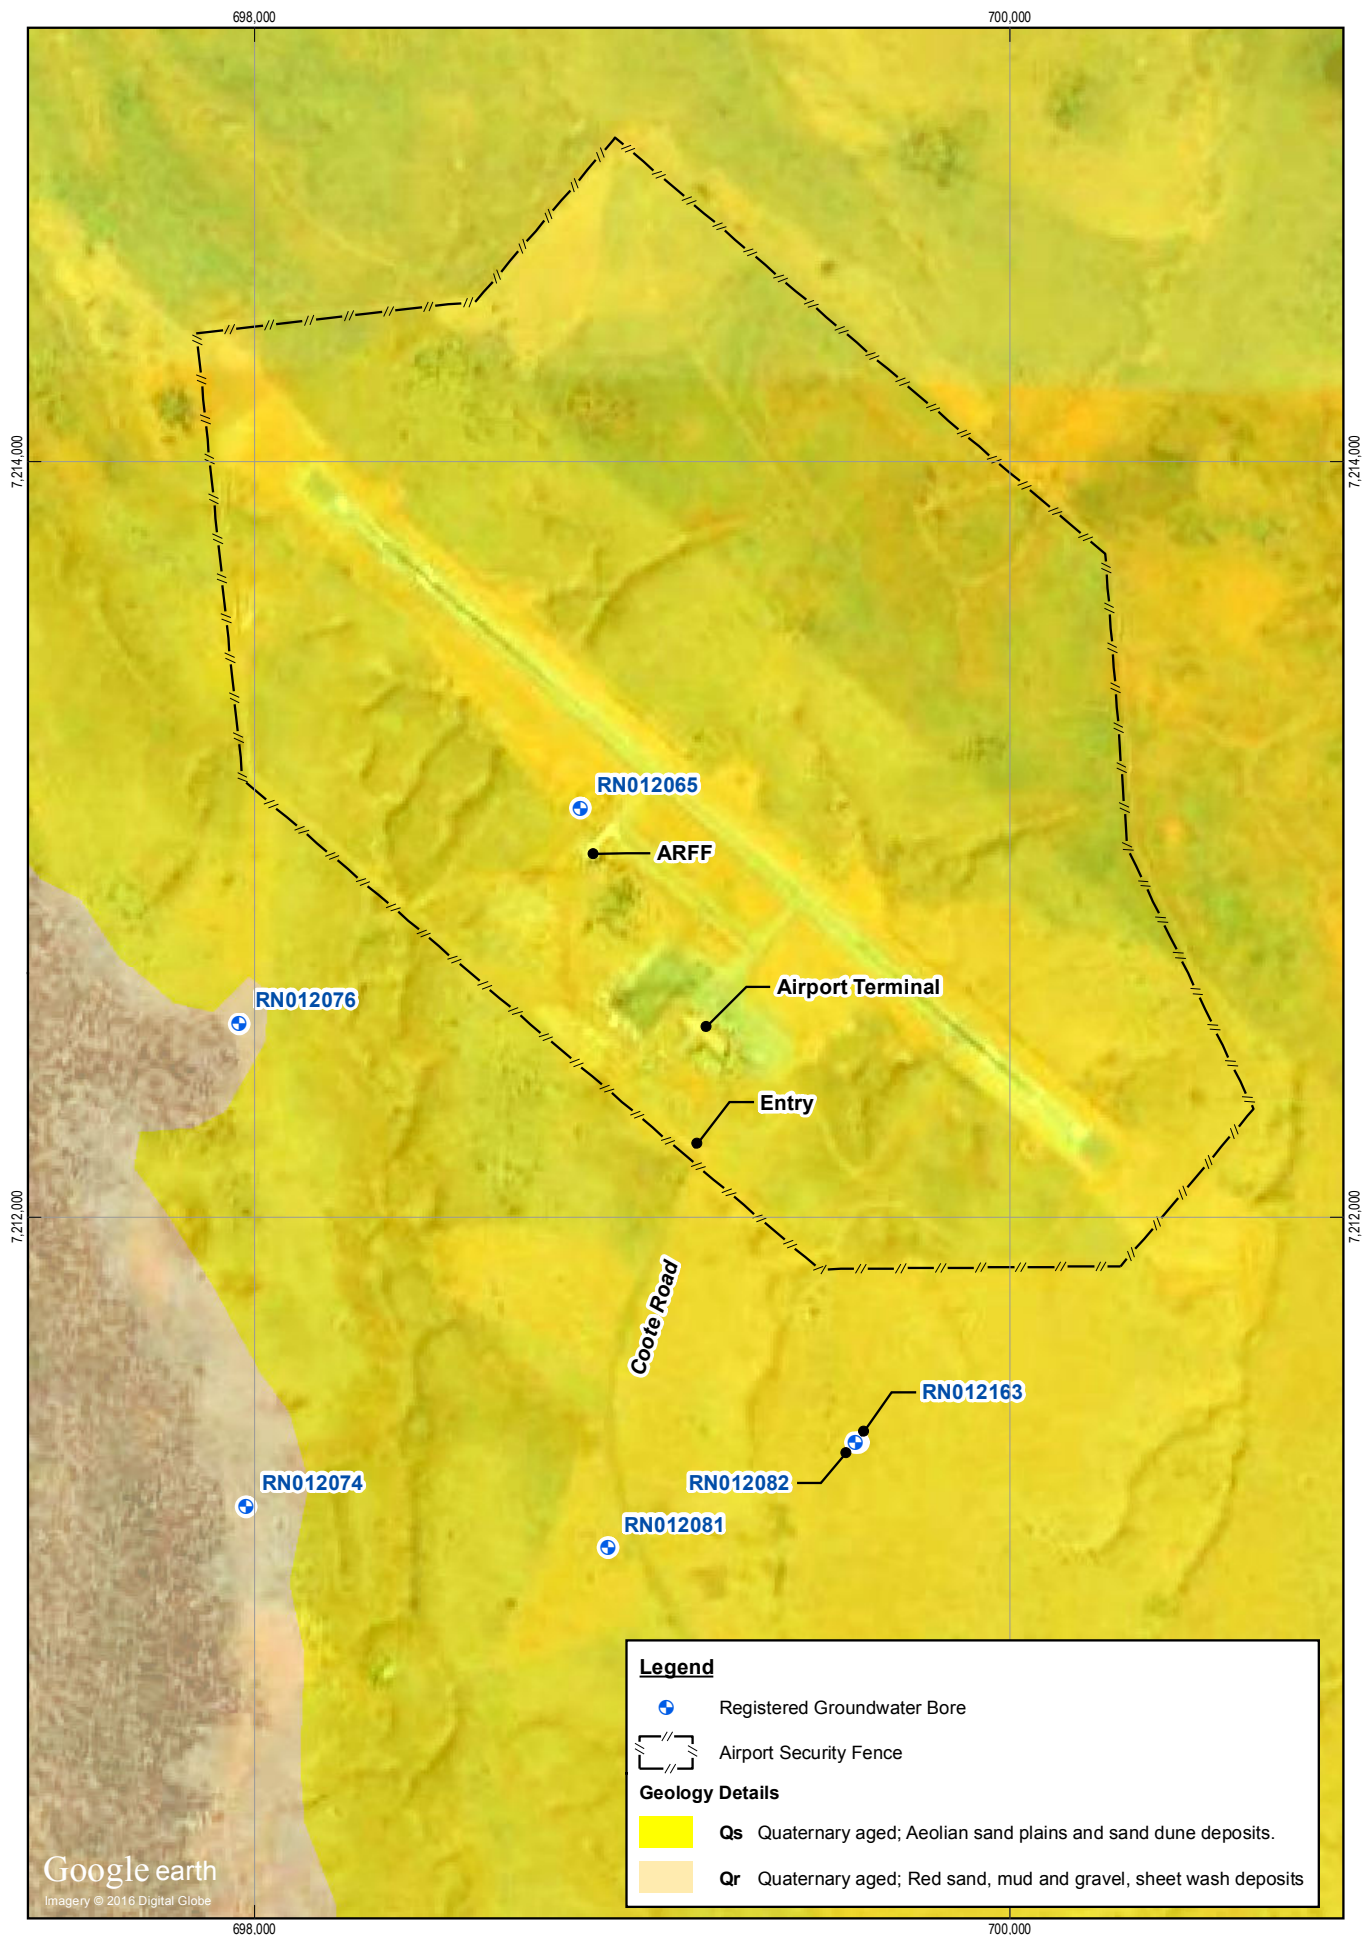 698,000
700,000
7,214,000
7,214,000
RN012065
ARFF
Airport Terminal
RN012076
Entry
7,212,000
7,212,000
Coote Road
RN012163
RN012074
RN012082
RN012081
Legend
Registered Groundwater Bore
Airport Security Fence
Geology Details
Qs Quaternary aged; Aeolian sand plains and sand dune deposits.
Qr Quaternary aged; Red sand, mud and gravel, sheet wash deposits
Google earth
Imagery © 2016 Digital Globe
698,000
700,000